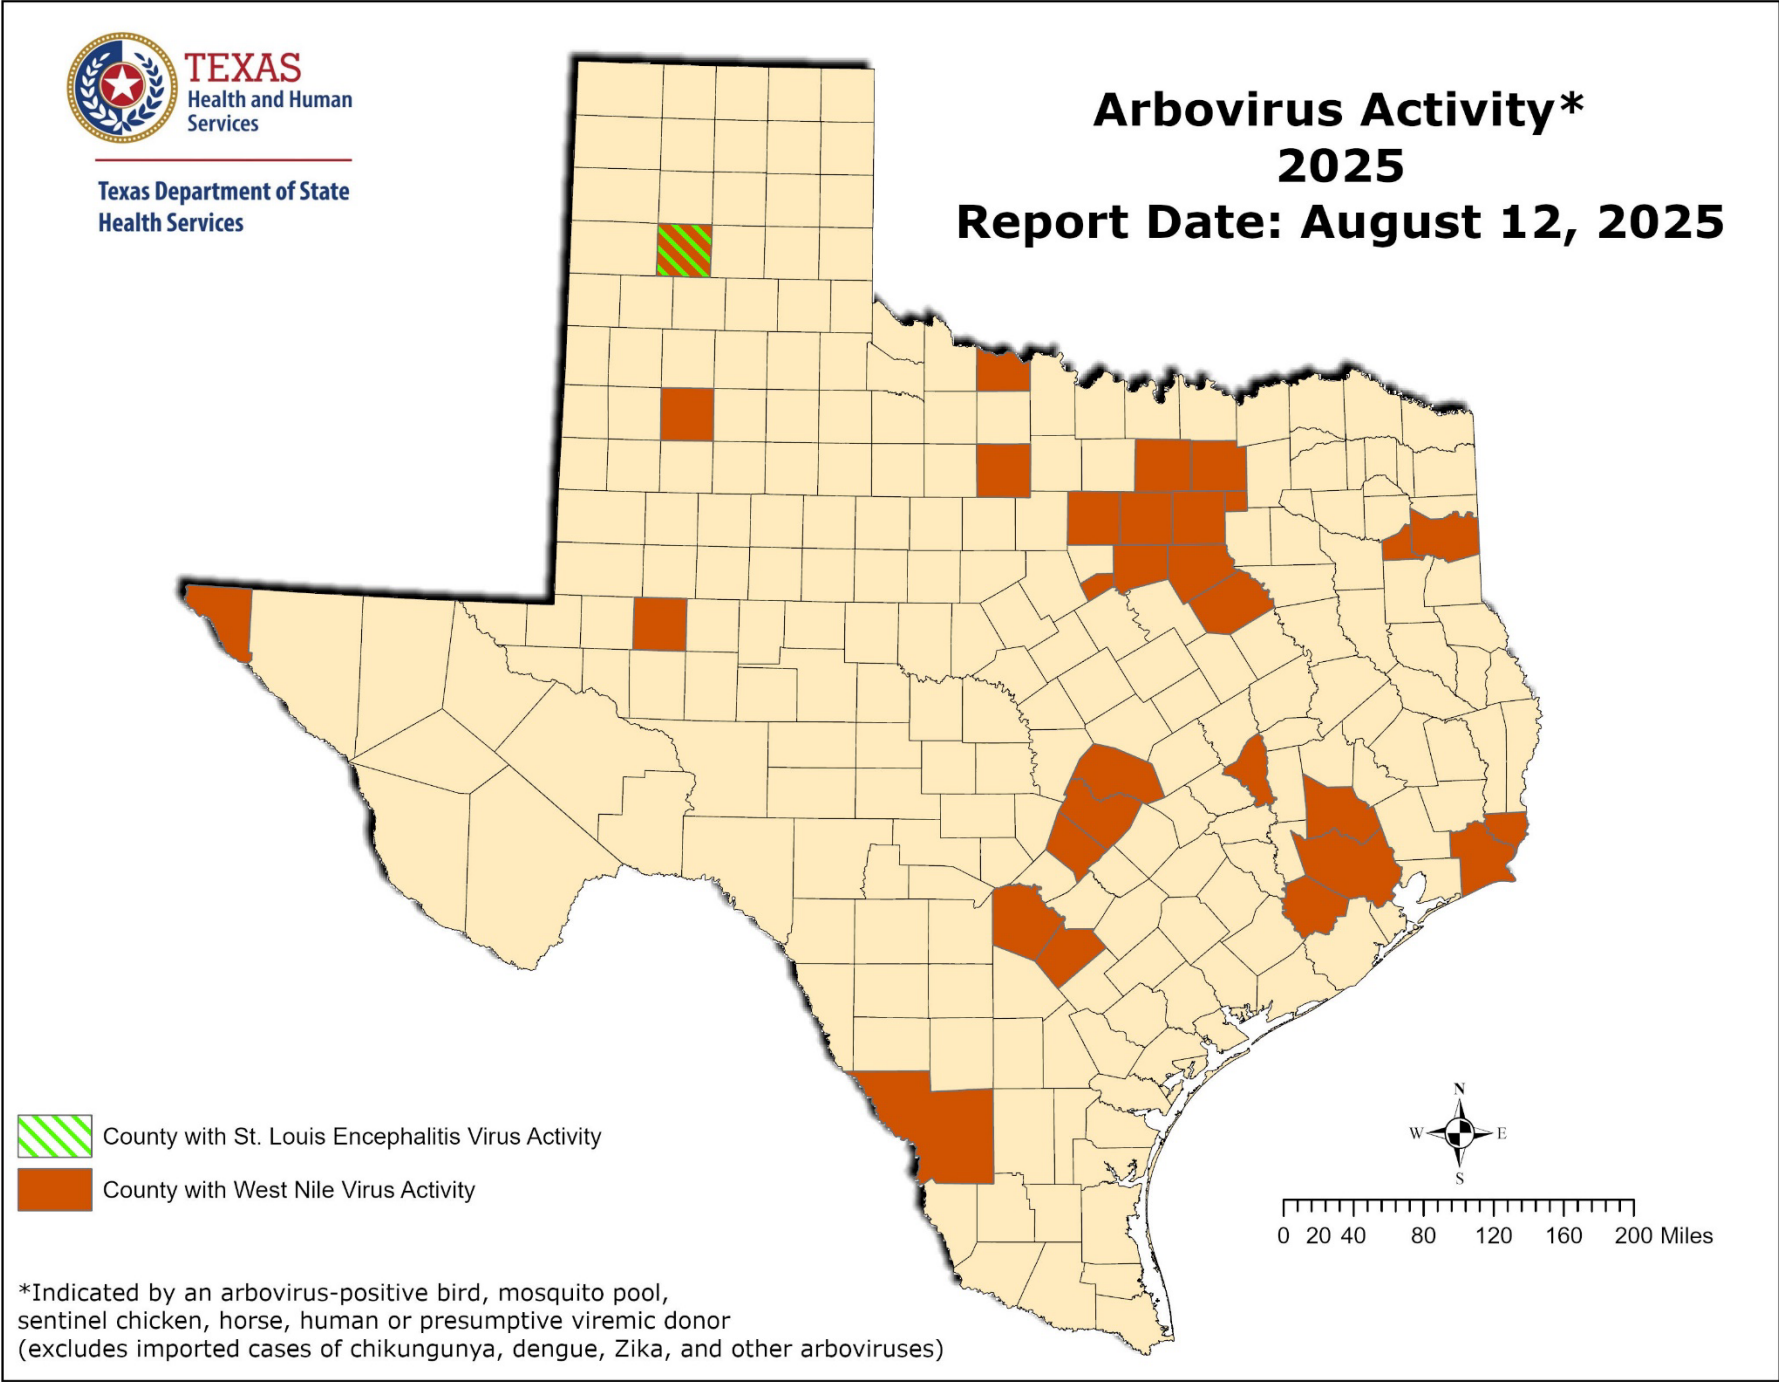 TEXAS
Health and Human
Services
Texas Department of State
Health Services
Arbovirus Activity*
2025
Report Date: August 12, 2025
County with St. Louis Encephalitis Virus Activity
County with West Nile Virus Activity
N
W E
S
0 20 40 80 120 160 200 Miles
*Indicated by an arbovirus-positive bird, mosquito pool,
sentinel chicken, horse, human or presumptive viremic donor
(excludes imported cases of chikungunya, dengue, Zika, and other arboviruses)